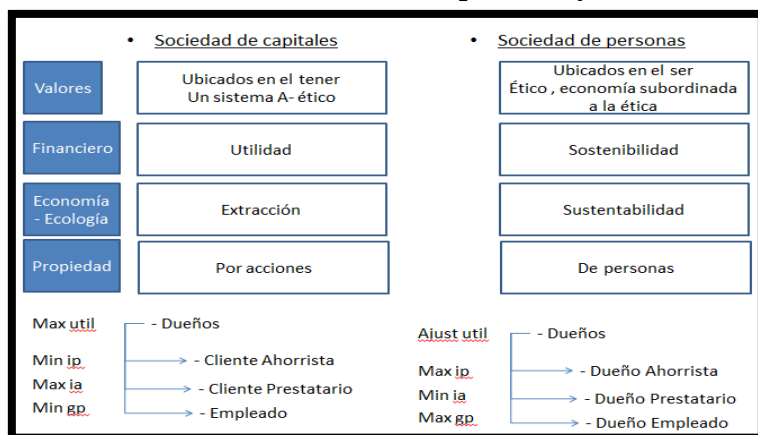 • Sociedad de capitales
• Sociedad de personas
Valores
Ubicados en el tener
Un sistema A- ético
Ubicados en el ser
Ético , economía subordinada
a la ética
Financiero
Utilidad
Sostenibilidad
Economía
- Ecología
Extracción
Sustentabilidad
Propiedad
Por acciones
De personas
Max util
- Dueños
Min ip
- Cliente Ahorrista
Max ia
- Cliente Prestatario
Min gp
- Empleado
Ajust util
- Dueños
Max ip
- Dueño Ahorrista
Min ia
- Dueño Prestatario
Max gp
- Dueño Empleado